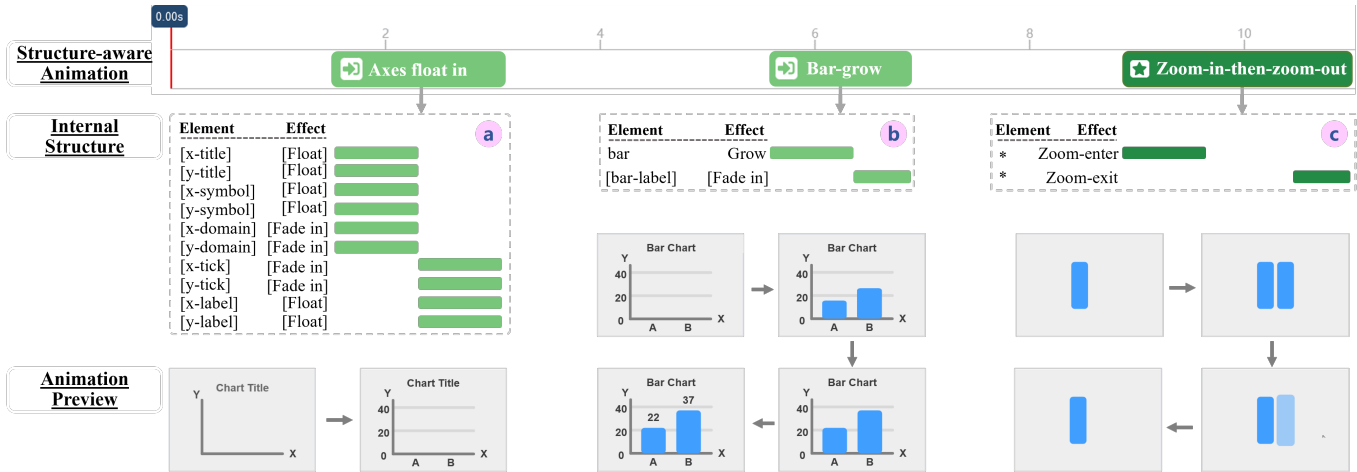 0.00s
2
4
6
8
10
Structure-aware
Animation
Axes float in
Bar-grow
Zoom-in-then-zoom-out
Internal
Structure
Element Effect
a
[x-title] [Float]
[y-title] [Float]
[x-symbol] [Float]
[y-symbol] [Float]
[x-domain] [Fade in]
[y-domain] [Fade in]
[x-tick] [Fade in]
[y-tick] [Fade in]
[x-label] [Float]
[y-label] [Float]
Element Effect
b
bar Grow
[bar-label] [Fade in]
Element Effect
c
* Zoom-enter
* Zoom-exit
Bar Chart
Y
40
20
0
A B X
Bar Chart
Y
40
20
0
A B X
Animation
Preview
Chart Title
Y
X
Chart Title
Y
40
20
0
A B X
Bar Chart
Y
40
20
0
22
37
A B X
Bar Chart
Y
40
20
0
A B X